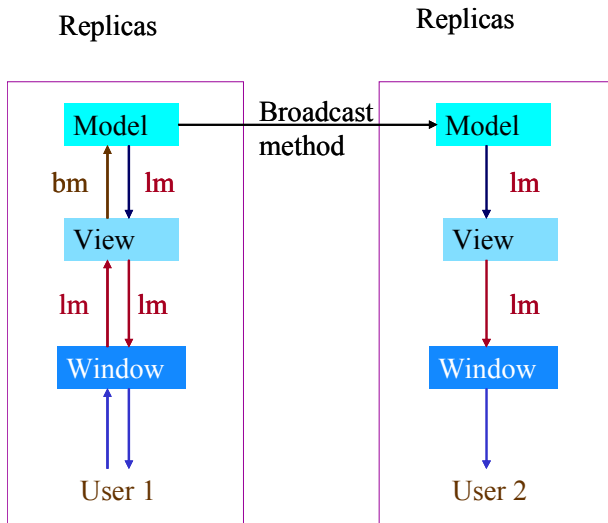 Replicas
Replicas
Model
Broadcast
method
Model
bm
lm
lm
View
View
lm
lm
lm
Window
Window
User 1
User 2